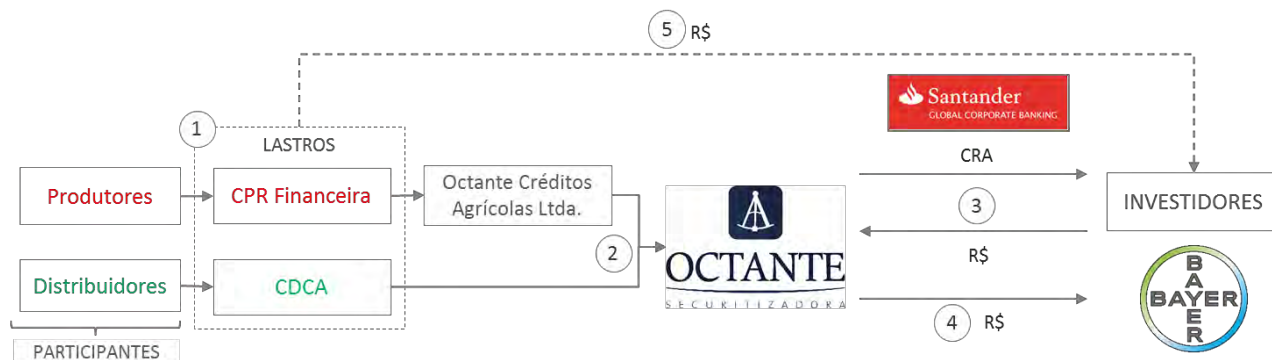 5 R$
Santander
GLOBAL CORPORATE BANKING
1
LASTROS
CRA
Produtores
CPR Financeira
Octante Créditos
Agrícolas Ltda.
INVESTIDORES
3
2
OCTANTE
SECURITIZADORA
R$
Distribuidores
CDCA
BAYER
BAYER
4 R$
PARTICIPANTES